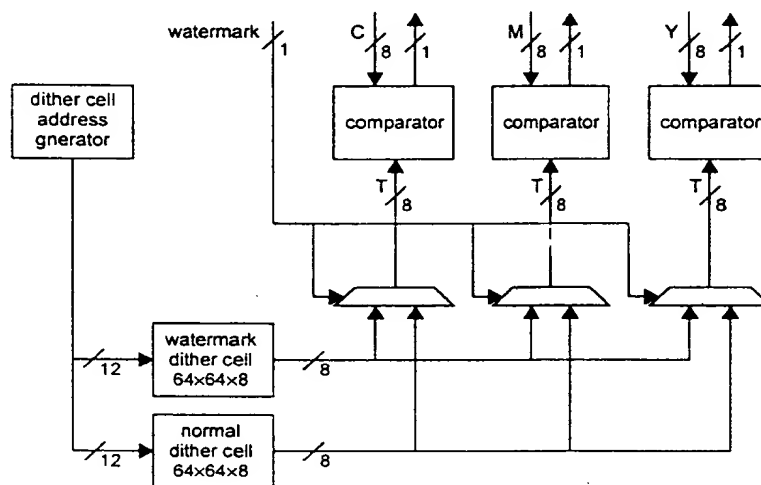 watermark 1
C 8 1
M 8 1
Y 8 1
dither cell
address
gnerator
comparator
comparator
comparator
T 8
T 8
T 8
12
watermark
dither cell
64×64×8
8
12
normal
dither cell
64×64×8
8